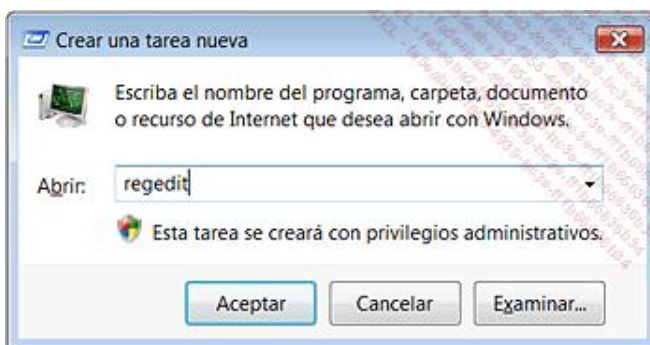 Crear una tarea nueva
Escriba el nombre del programa, carpeta, documento
o recurso de Internet que desea abrir con Windows.
Abrir: regedit
Esta tarea se creará con privilegios administrativos.
Aceptar Cancelar Examinar...